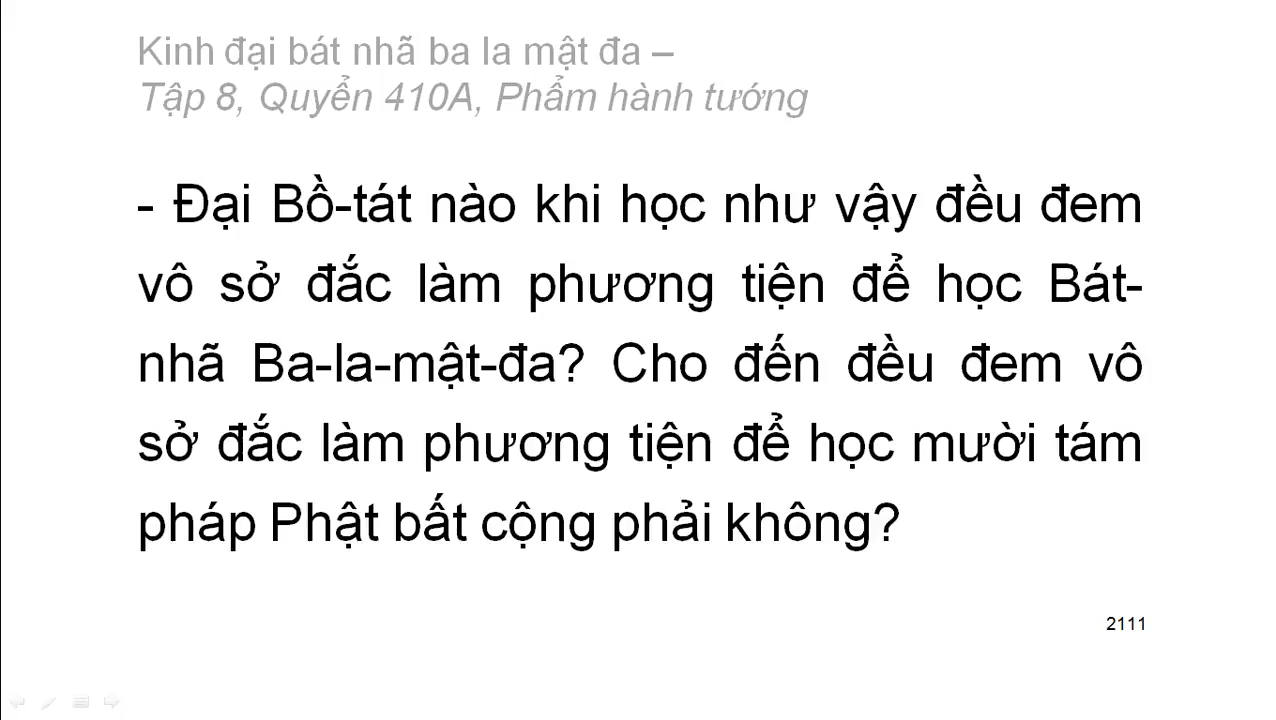 Kinh đại bát nhã ba la mật đa –
Tập 8, Quyển 410A, Phẩm hành tướng
- Đại Bồ-tát nào khi học như vậy đều đem
vô sở đắc làm phương tiện để học Bát-
nhã Ba-la-mật-đa? Cho đến đều đem vô
sở đắc làm phương tiện để học mười tám
pháp Phật bất cộng phải không?
2111